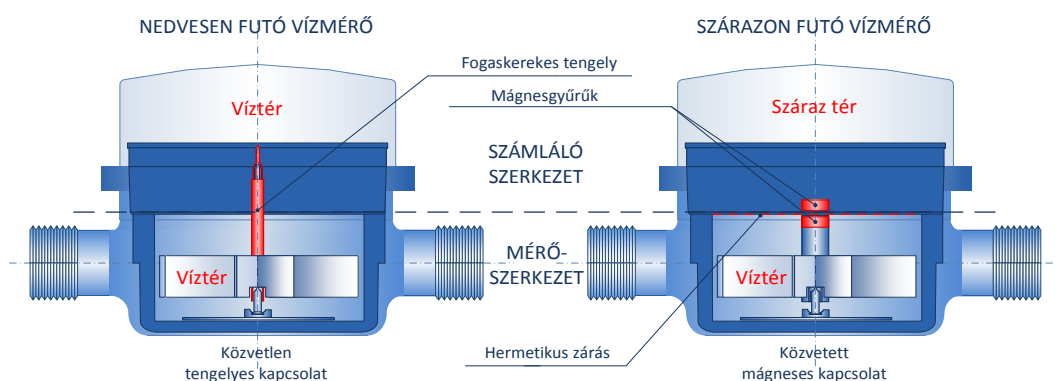 NEDVESEN FUTÓ VÍZMÉRŐ
SZÁRAZON FUTÓ VÍZMÉRŐ
Fogaskerekes tengely
Mágnesgyűrűk
Víztér
Száraz tér
SZÁMLÁLÓ
SZERKEZET
MÉRŐ-
SZERKEZET
Víztér
Víztér
Hermetikus zárás
Közvetlen
tengelyes kapcsolat
Közvetett
mágneses kapcsolat